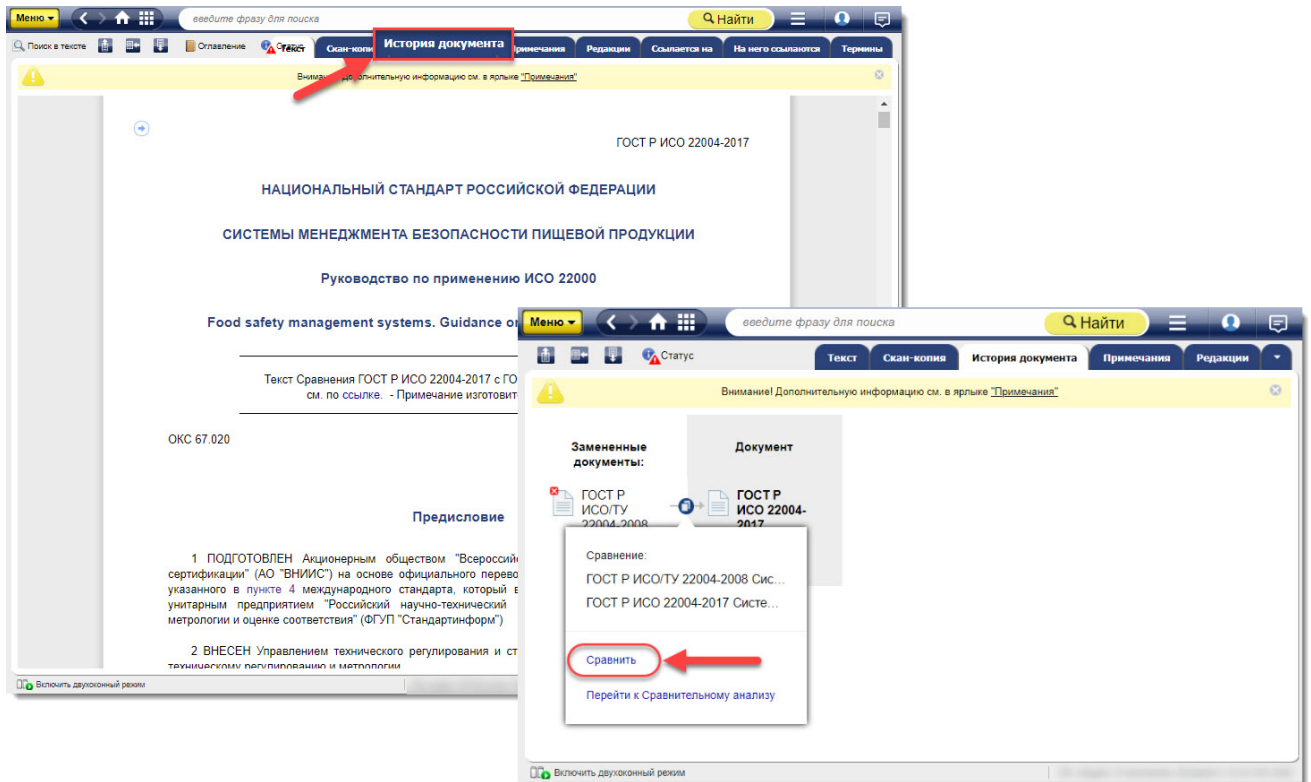 Меню
введите фразу для поиска
Найти
Поиск в тексте
Оглавление
Статус
Текст
Скан-копи
История документа
римечания
Редакции
Ссылается на
На него ссылаются
Термины
Внимание! Дополнительную информацию см. в ярлыке "Примечания"
ГОСТ Р ИСО 22004-2017
НАЦИОНАЛЬНЫЙ СТАНДАРТ РОССИЙСКОЙ ФЕДЕРАЦИИ
СИСТЕМЫ МЕНЕДЖМЕНТА БЕЗОПАСНОСТИ ПИЩЕВОЙ ПРОДУКЦИИ
Руководство по применению ИСО 22000
Food safety management systems. Guidance o
Текст Сравнения ГОСТ Р ИСО 22004-2017 с ГО
см. по ссылке. - Примечание изготовит
ОКС 67.020
Предисловие
1 ПОДГОТОВЛЕН Акционерным обществом "Всероссий
сертификации" (АО "ВНИИС") на основе официального перево
указанного в пункте 4 международного стандарта, который в
унитарным предприятием "Российский научно-технический
метрологии и оценке соответствия" (ФГУП "Стандартинформ")
2 ВНЕСЕН Управлением технического регулирования и ст
техническому регулированию и метрологии
Включить двухоконный режим
Меню
введите фразу для поиска
Найти
Статус
Текст
Скан-копия
История документа
Примечания
Редакции
Внимание! Дополнительную информацию см. в ярлыке "Примечания"
Замененные
документы:
Документ
ГОСТ Р
ИСО/ТУ
22004-2008
ГОСТ Р
ИСО 22004-
2017
Сравнение:
ГОСТ Р ИСО/ТУ 22004-2008 Сис...
ГОСТ Р ИСО 22004-2017 Систе...
Сравнить
Перейти к Сравнительному анализу
Включить двухоконный режим